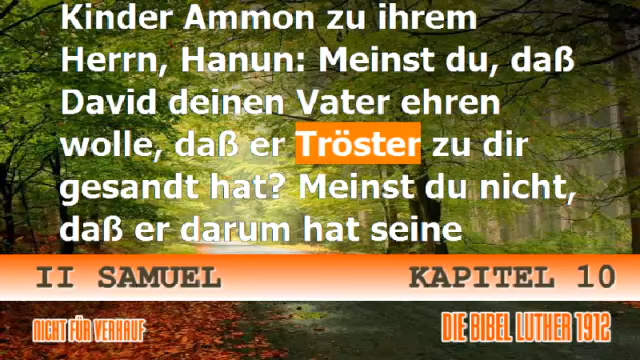 Kinder Ammon zu ihrem
Herrn, Hanun: Meinst du, daß
David deinen Vater ehren
wolle, daß er Tröster zu dir
gesandt hat? Meinst du nicht,
daß er darum hat seine
II SAMUEL KAPITEL 10
NICHT FÜR VERKAUF DIE BIBEL LUTHER 1912